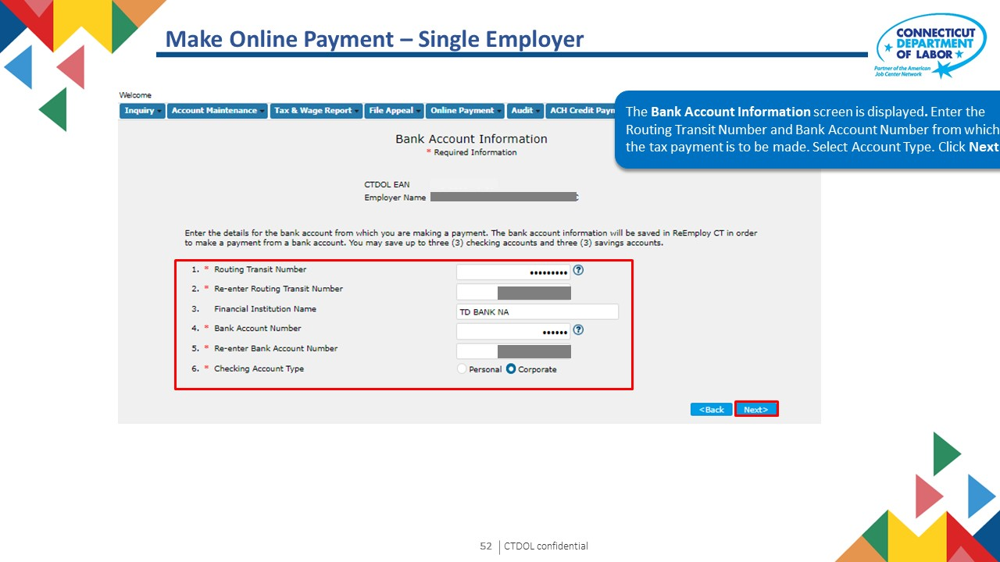 Make Online Payment – Single Employer
CONNECTICUT
DEPARTMENT
OF LABOR
Partner of the American
Job Center Network
Welcome
Inquiry Account Maintenance Tax & Wage Report File Appeal Online Payment Audit ACH Credit Paym
The Bank Account Information screen is displayed. Enter the
Routing Transit Number and Bank Account Number from which
the tax payment is to be made. Select Account Type. Click Next
Bank Account Information
* Required Information
CTDOL EAN
Employer Name
Enter the details for the bank account from which you are making a payment. The bank account information will be saved in ReEmploy CT in order
to make a payment from a bank account. You may save up to three (3) checking accounts and three (3) savings accounts.
1. * Routing Transit Number ••••••••• ?
2. * Re-enter Routing Transit Number
3. Financial Institution Name TD BANK NA
4. * Bank Account Number •••••• ?
5. * Re-enter Bank Account Number
6. * Checking Account Type Personal Corporate
<Back Next>
52 CTDOL confidential